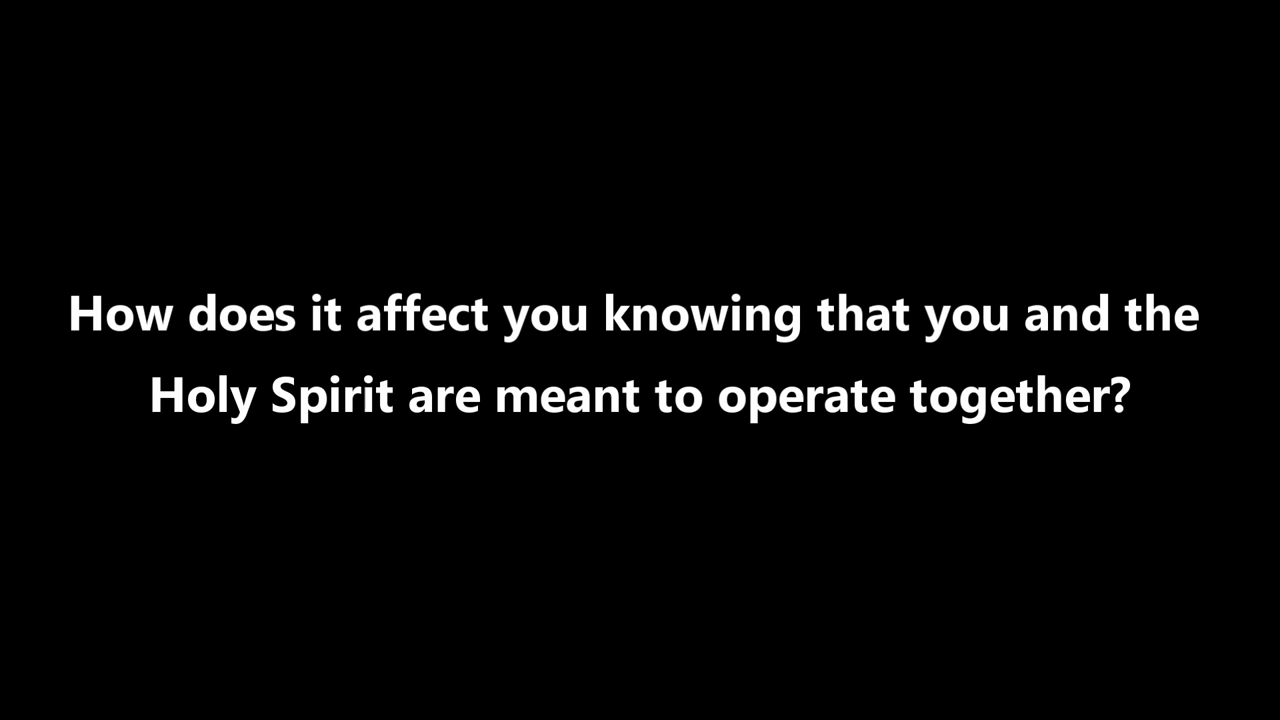 How does it affect you knowing that you and the
Holy Spirit are meant to operate together?